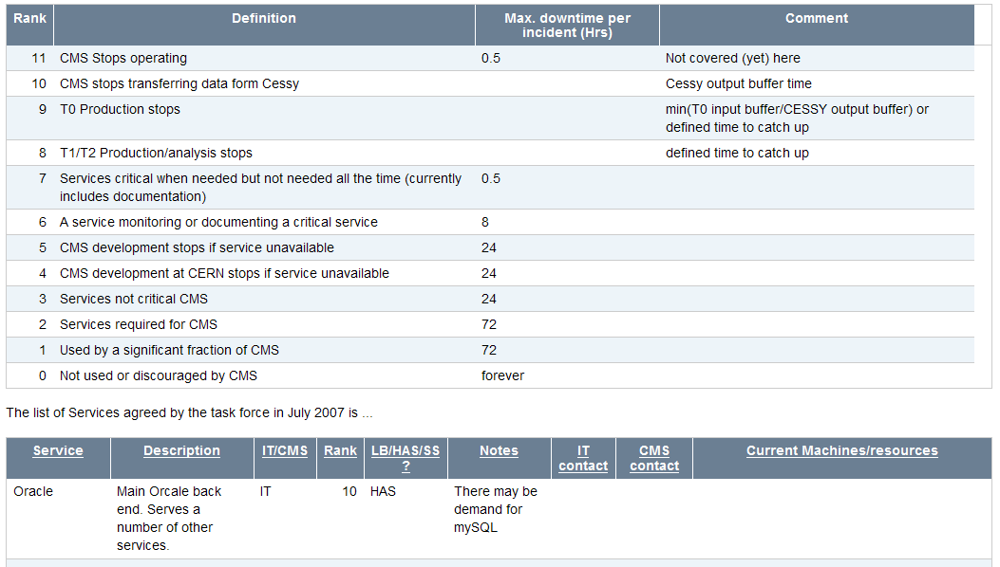 Rank Definition Max. downtime per Comment
incident (Hrs)
11 CMS Stops operating 0.5 Not covered (yet) here
10 CMS stops transferring data form Cessy Cessy output buffer time
9 T0 Production stops min(T0 input buffer/CESSY output buffer) or
defined time to catch up
8 T1/T2 Production/analysis stops defined time to catch up
7 Services critical when needed but not needed all the time (currently 0.5
includes documentation)
6 A service monitoring or documenting a critical service 8
5 CMS development stops if service unavailable 24
4 CMS development at CERN stops if service unavailable 24
3 Services not critical CMS 24
2 Services required for CMS 72
1 Used by a significant fraction of CMS 72
0 Not used or discouraged by CMS forever
The list of Services agreed by the task force in July 2007 is ...
Service Description IT/CMS Rank LB/HAS/SS Notes IT CMS Current Machines/resources
? contact contact
Oracle Main Orcale back IT 10 HAS There may be
end. Serves a demand for
number of other mySQL
services.